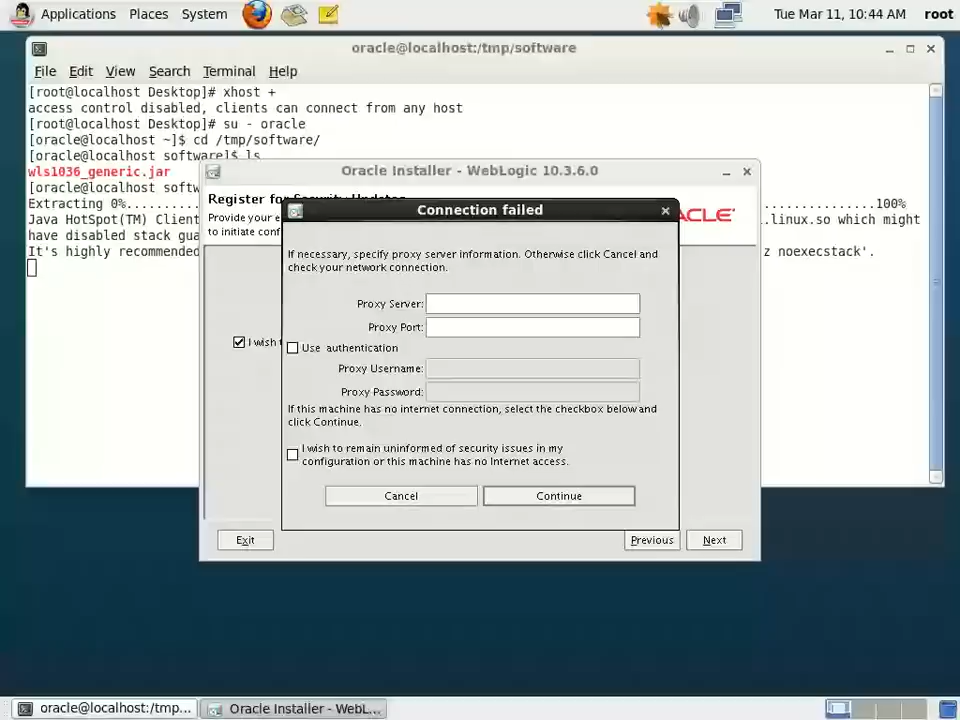 Applications Places System
Tue Mar 11, 10:44 AM root
oracle@localhost:/tmp/software
File Edit View Search Terminal Help
[root@localhost Desktop]# xhost +
access control disabled, clients can connect from any host
[root@localhost Desktop]# su - oracle
[oracle@localhost ~]$ cd /tmp/software/
[oracle@localhost software]$ ls
wls1036_generic.jar
[oracle@localhost softw
Extracting 0%.................100%
Java HotSpot(TM) Client .linux.so which might
have disabled stack gua
It's highly recommended z noexecstack'.
Oracle Installer - WebLogic 10.3.6.0
Register for Security Updates
Provide your e
to initiate conf
ORACLE
I wish t
Connection failed
If necessary, specify proxy server information. Otherwise click Cancel and
check your network connection.
Proxy Server:
Proxy Port:
Use authentication
Proxy Username:
Proxy Password:
If this machine has no internet connection, select the checkbox below and
click Continue.
I wish to remain uninformed of security issues in my
configuration or this machine has no Internet access.
Cancel Continue
Exit Previous Next
oracle@localhost:/tmp... Oracle Installer - WebL...